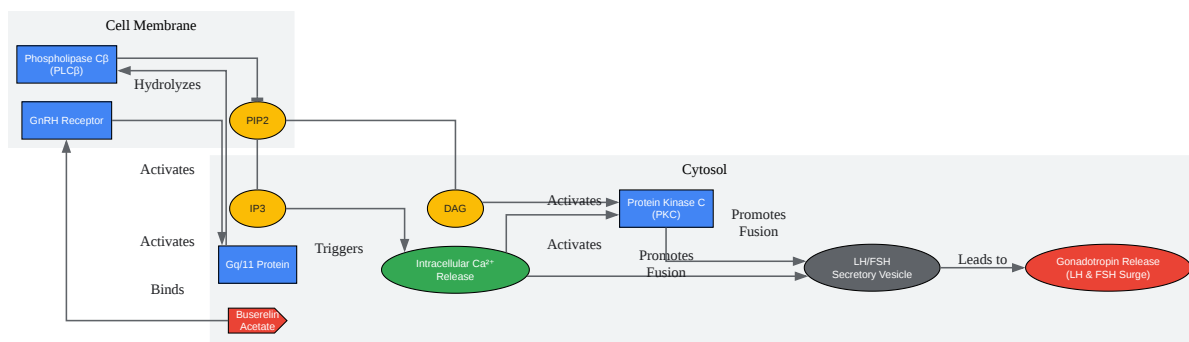 Cell Membrane
Phospholipase Cβ
(PLCβ)
Hydrolyzes
GnRH Receptor
PIP2
Activates
Cytosol
IP3
DAG
Activates
Protein Kinase C
(PKC)
Promotes
Fusion
Activates
Triggers
Activates
Gq/11 Protein
Intracellular Ca²⁺
Release
Promotes
Fusion
LH/FSH
Secretory Vesicle
Leads to
Gonadotropin Release
(LH & FSH Surge)
Binds
Buserelin
Acetate